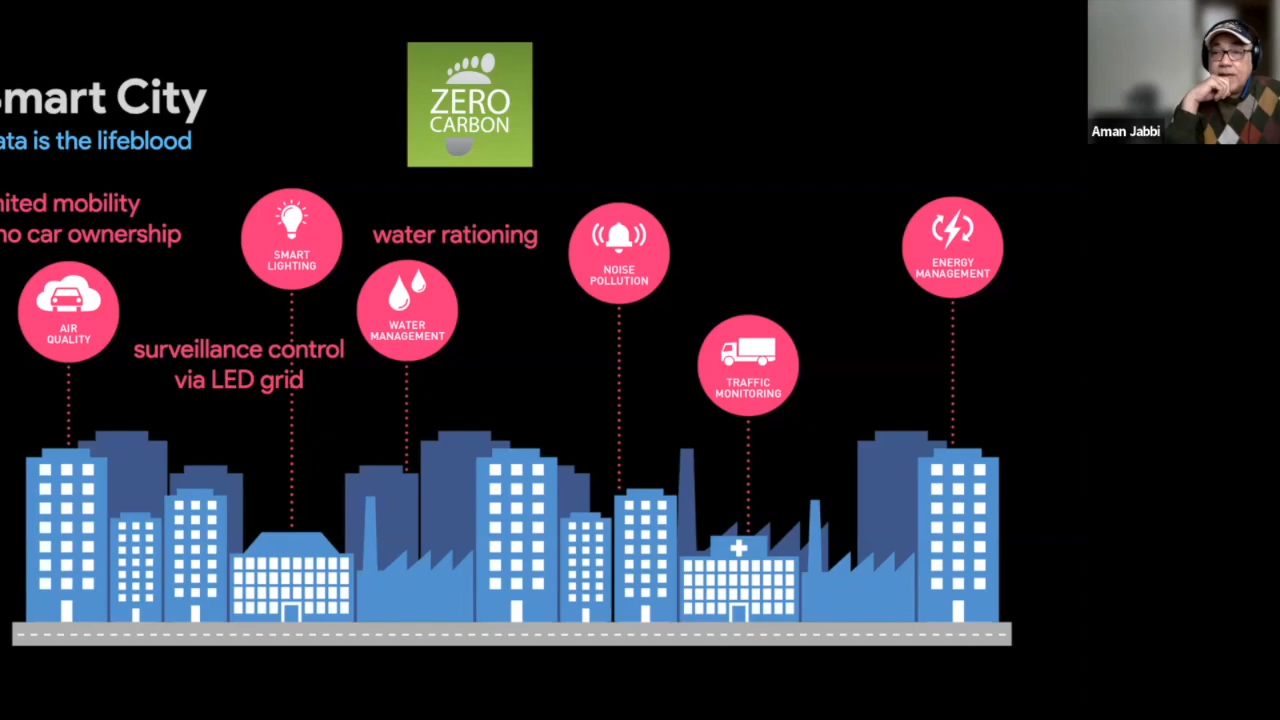 mart City
ata is the lifeblood
ZERO
CARBON
Aman Jabbi
ited mobility
no car ownership
SMART
LIGHTING
water rationing
NOISE
POLLUTION
ENERGY
MANAGEMENT
AIR
QUALITY
WATER
MANAGEMENT
surveillance control
via LED grid
TRAFFIC
MONITORING